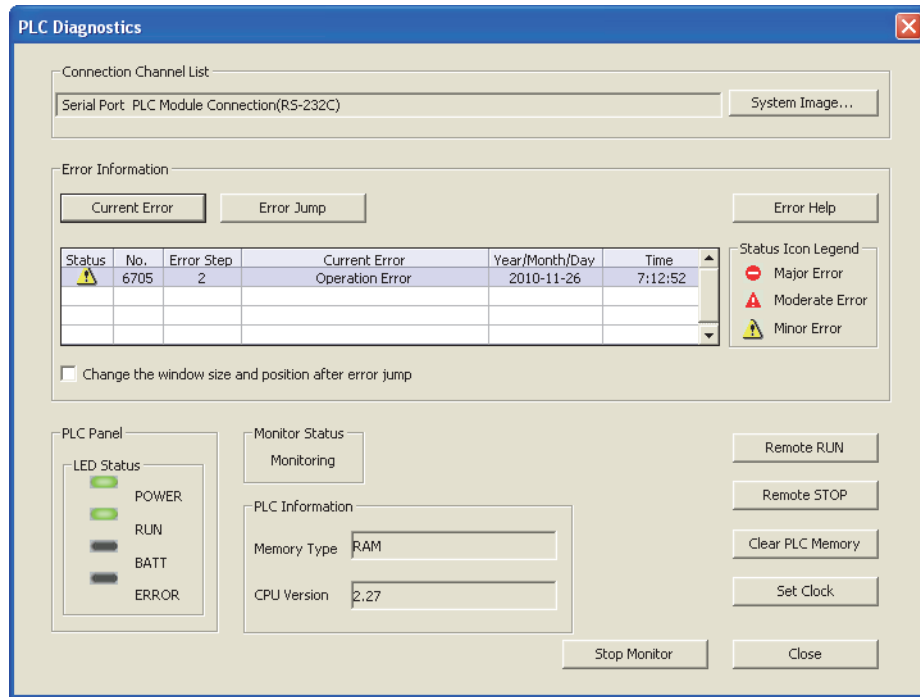 PLC Diagnostics
Connection Channel List
Serial Port PLC Module Connection(RS-232C)
System Image...
Error Information
Current Error
Error Jump
Error Help
Status No. Error Step Current Error Year/Month/Day Time
6705 2 Operation Error 2010-11-26 7:12:52
Status Icon Legend
Major Error
Moderate Error
Minor Error
Change the window size and position after error jump
PLC Panel
LED Status
POWER
RUN
BATT
ERROR
Monitor Status
Monitoring
PLC Information
Memory Type RAM
CPU Version 2.27
Remote RUN
Remote STOP
Clear PLC Memory
Set Clock
Stop Monitor
Close